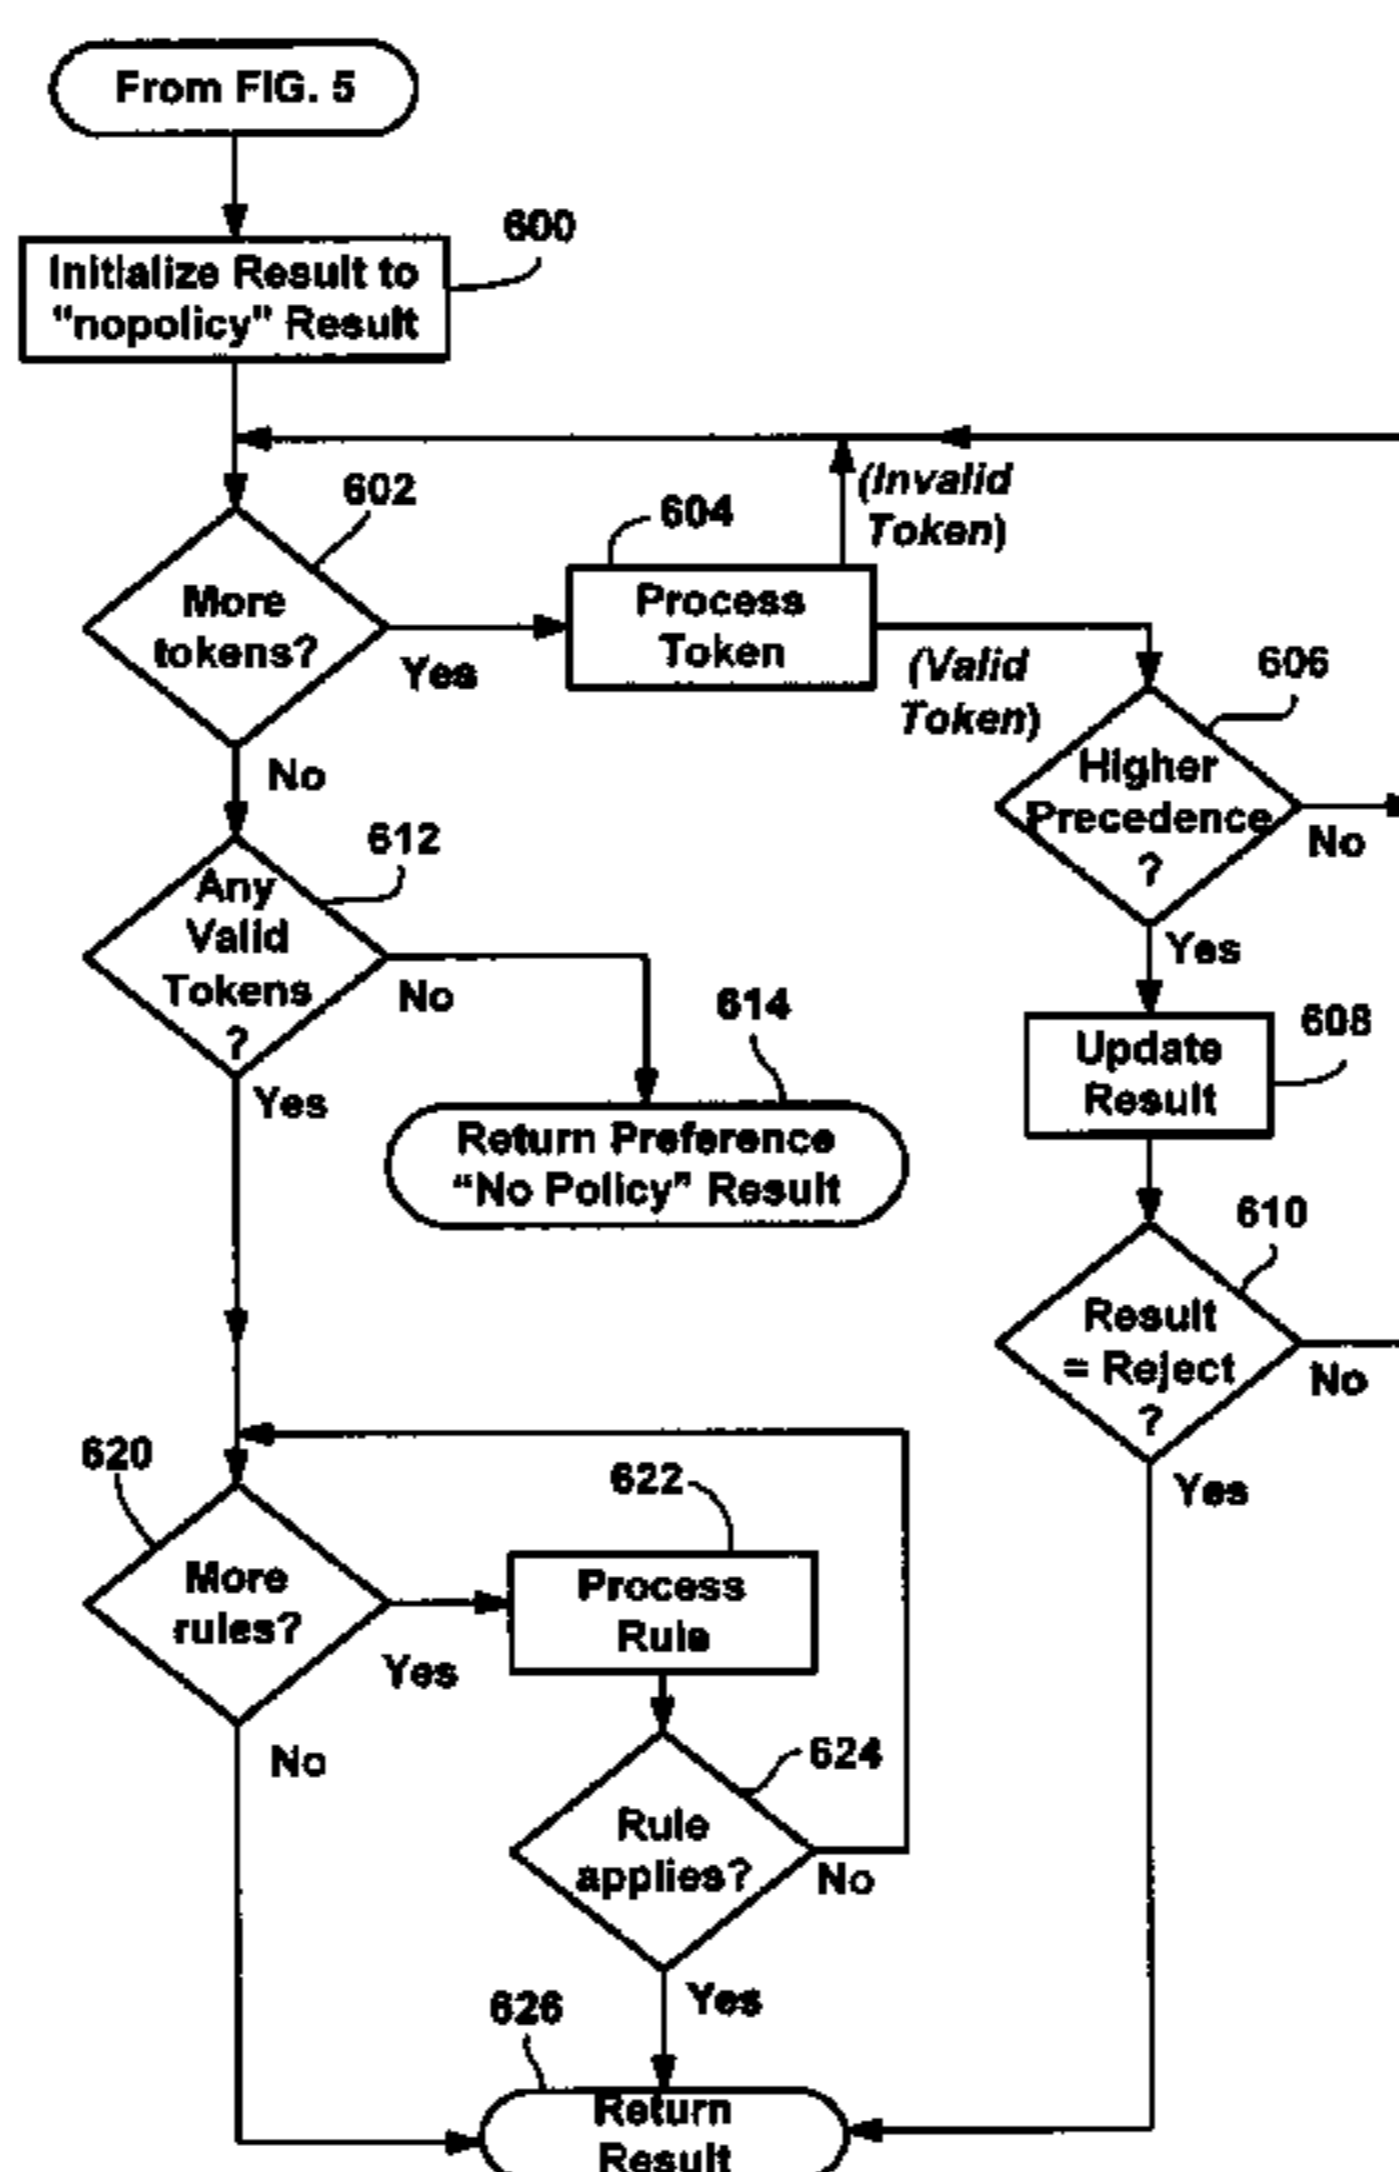 From FIG. 5
600
Initialize Result to
“nopolicy” Result
602
604
(Invalid
Token)
More
tokens?
Yes
Process
Token
(Valid
Token)
606
Higher
Precedence
?
No
No
612
Any
Valid
Tokens
?
No
Yes
Yes
614
Return Preference
“No Policy” Result
608
Update
Result
610
Result
= Reject
?
No
Yes
620
622
More
rules?
Yes
Process
Rule
No
624
Rule
applies?
No
Yes
626
Return
Result